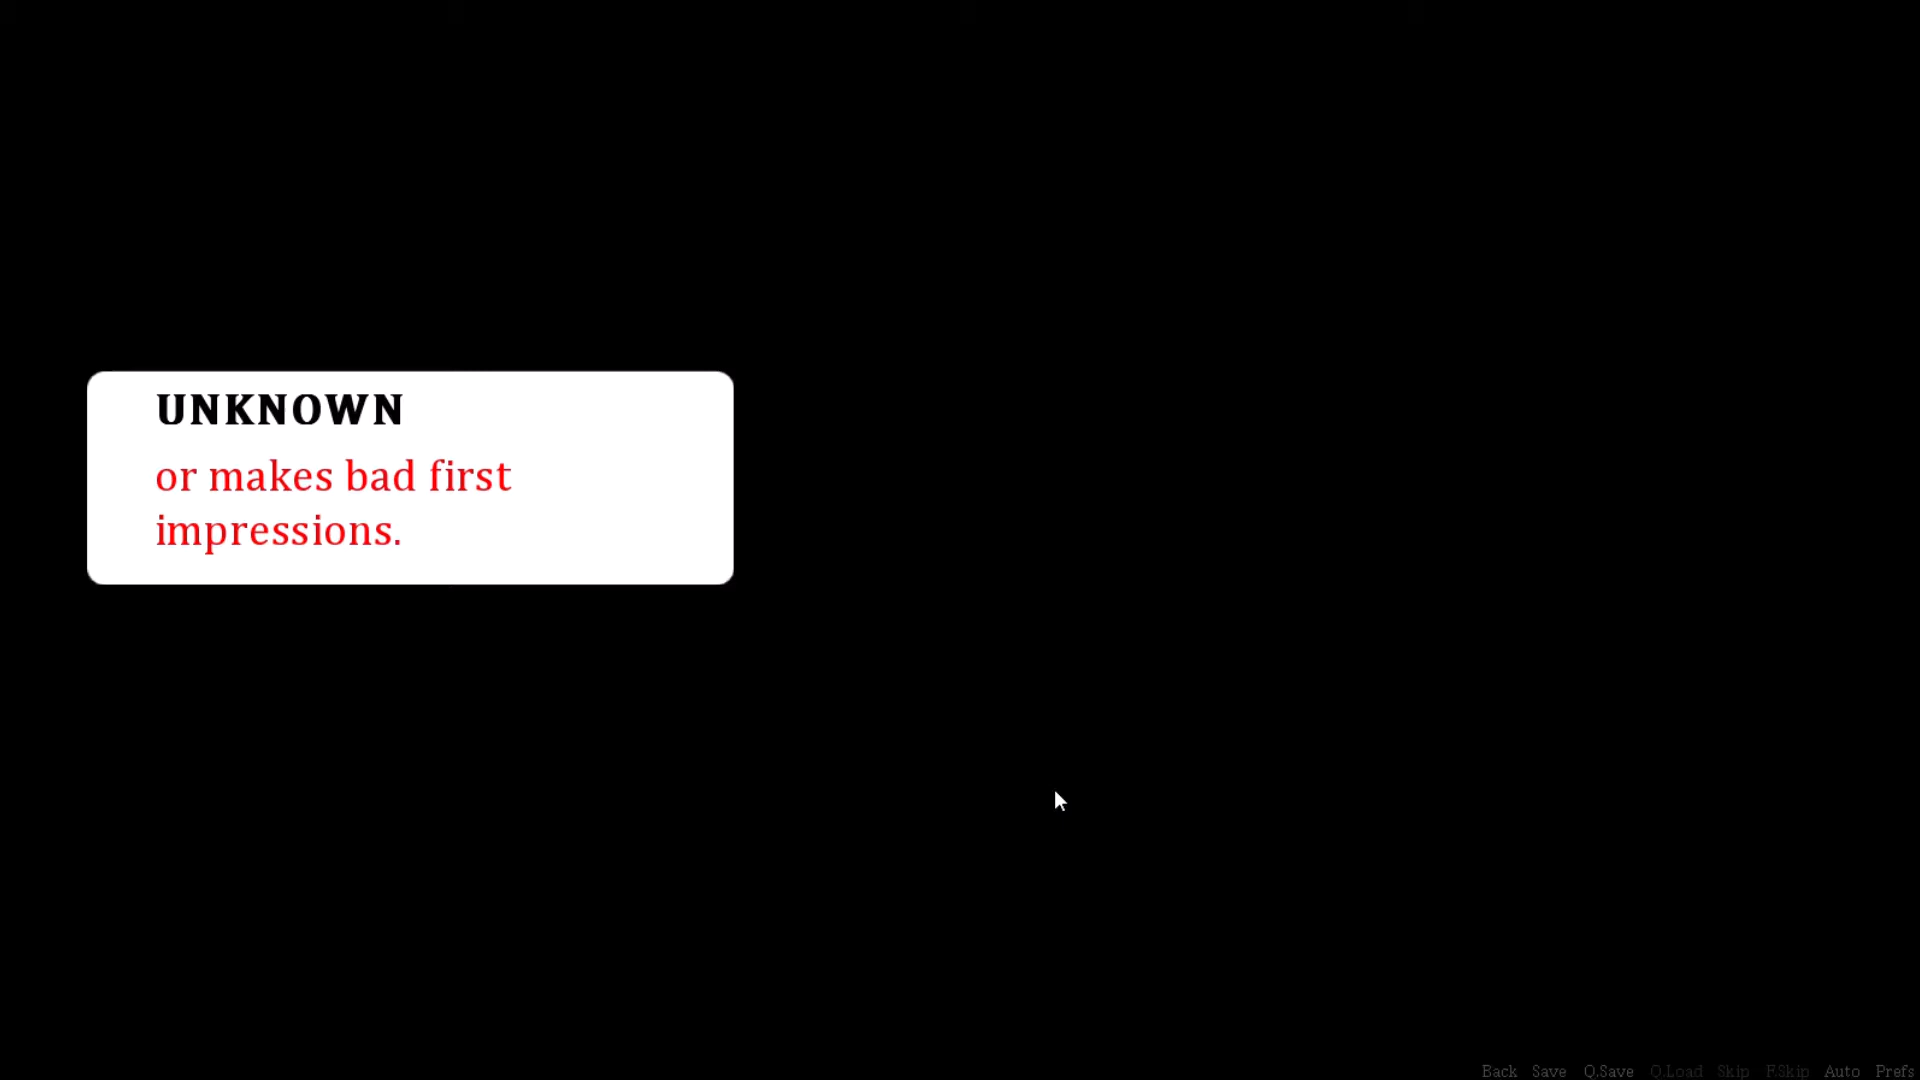 UNKNOWN
or makes bad first
impressions.
Back Save Q.Save Q.Load Skip F.Skip Auto Prefs